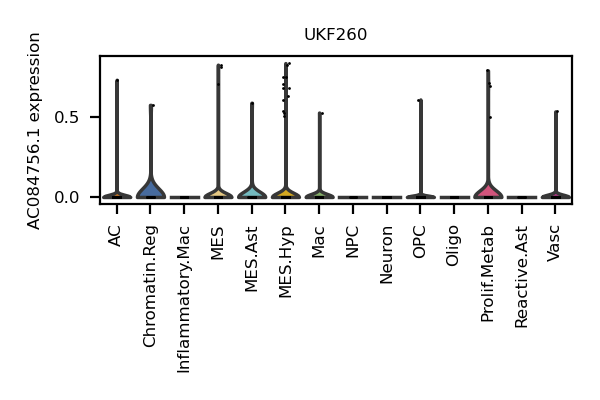 UKF260
AC084756.1 expression
0.5
0.0
AC
Chromatin.Reg
Inflammatory.Mac
MES
MES.Ast
MES.Hyp
Mac
NPC
Neuron
OPC
Oligo
Prolif.Metab
Reactive.Ast
Vasc